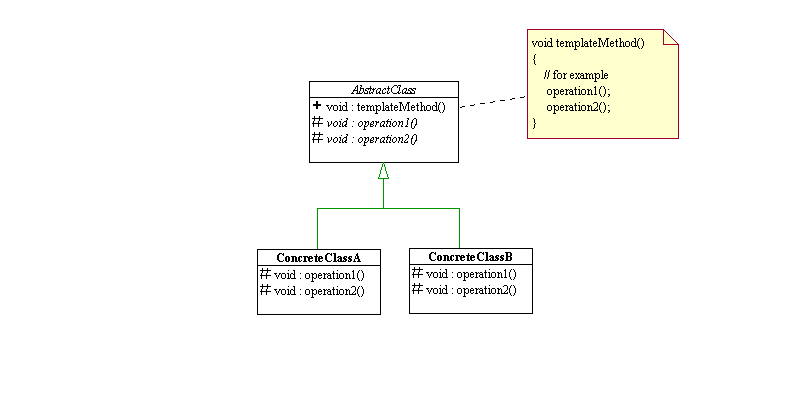 void templateMethod()
{
// for example
operation1();
operation2();
}
AbstractClass
+ void : templateMethod()
# void : operation1()
# void : operation2()
ConcreteClassA
# void : operation1()
# void : operation2()
ConcreteClassB
# void : operation1()
# void : operation2()